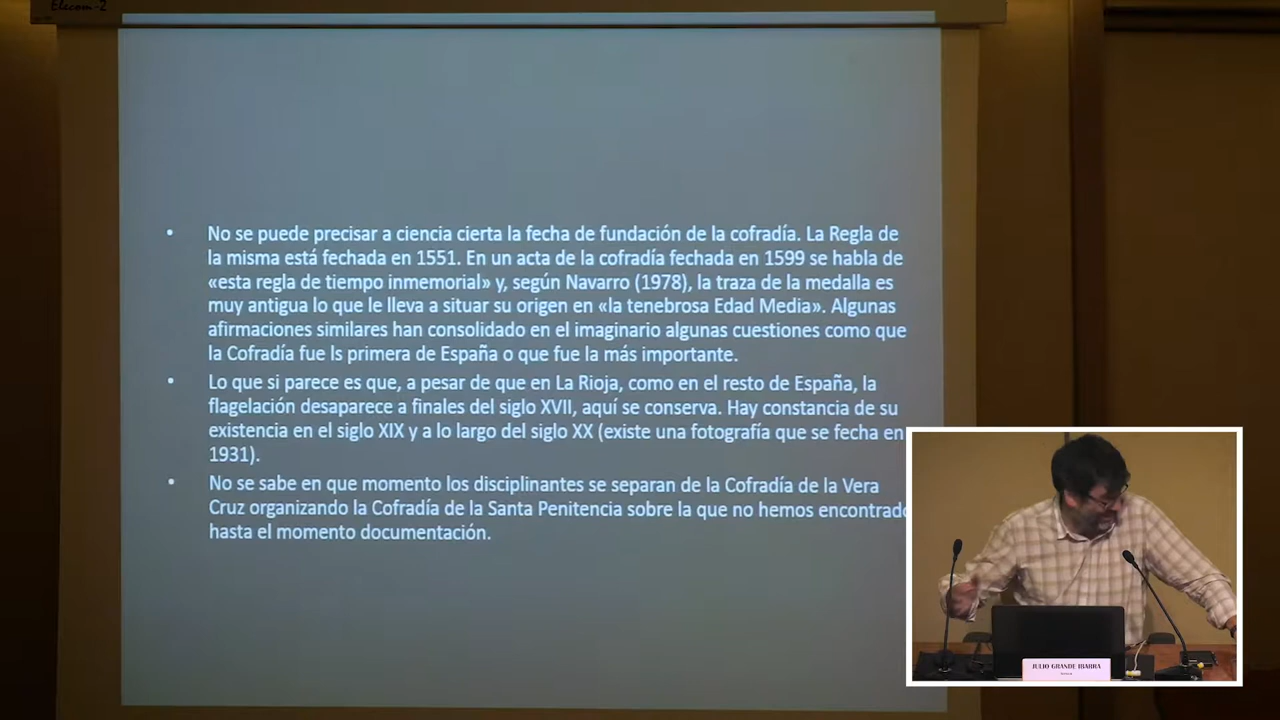 Elecom-2
• No se puede precisar a ciencia cierta la fecha de fundación de la cofradía. La Regla de
la misma está fechada en 1551. En un acta de la cofradía fechada en 1599 se habla de
«esta regla de tiempo inmemorial» y, según Navarro (1978), la traza de la medalla es
muy antigua lo que le lleva a situar su origen en «la tenebrosa Edad Media». Algunas
afirmaciones similares han consolidado en el imaginario algunas cuestiones como que
la Cofradía fue ls primera de España o que fue la más importante.
• Lo que si parece es que, a pesar de que en La Rioja, como en el resto de España, la
flagelación desaparece a finales del siglo XVII, aquí se conserva. Hay constancia de su
existencia en el siglo XIX y a lo largo del siglo XX (existe una fotografía que se fecha en
1931).
• No se sabe en que momento los disciplinantes se separan de la Cofradía de la Vera
Cruz organizando la Cofradía de la Santa Penitencia sobre la que no hemos encontrado
hasta el momento documentación.
JULIO GRANDE IBARRA